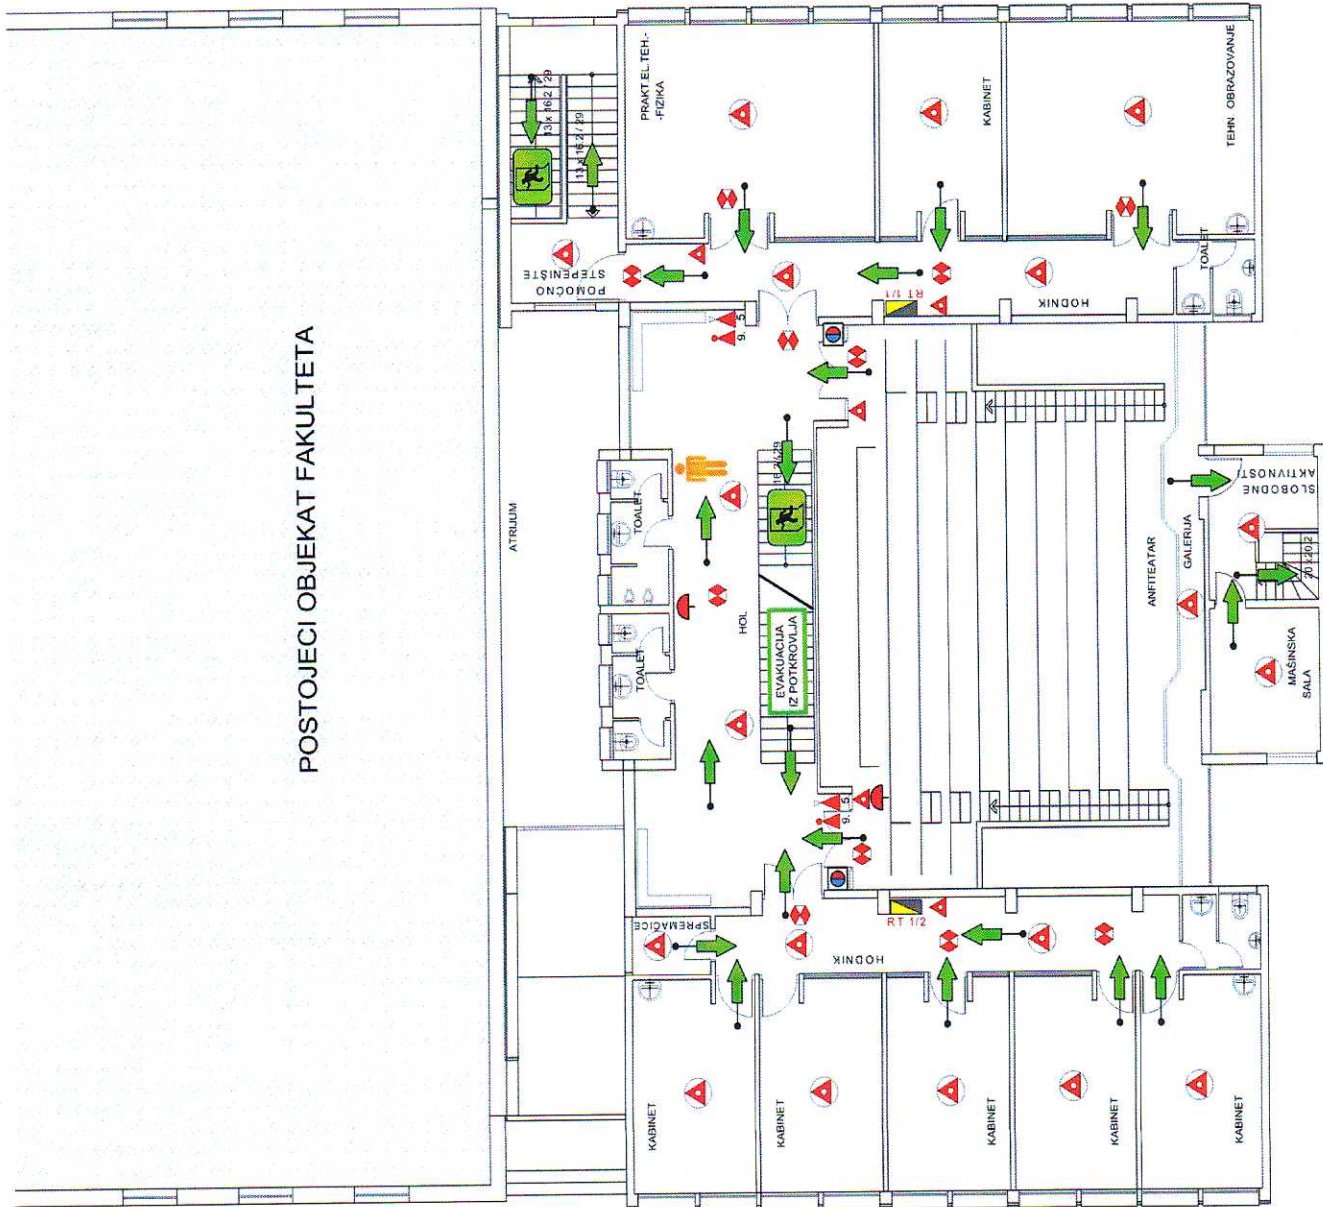 POSTOJECI OBJEKAT FAKULTETA
ATRIJUM
13 x 16.2 / 29
13 x 16.2 / 29
POMOĆNO
STEPENIŠTE
PRAKT.EL.TEH.-
-FIZIKA
KABINET
TEHN. OBRAZOVANJE
TOALET
HODNIK
RT 1/1
9. 5
TOALET
TOALET
HOL
16.2/29
EVAKUACIJA
IZ POTKROVLJA
ANFITEATAR
GALERIJA
SLOBODNE
AKTIVNOSTI
20 x20.2
MAŠINSKA
SALA
9. 5
SPREMAČICE
HODNIK
RT 1/2
KABINET
KABINET
KABINET
KABINET
KABINET